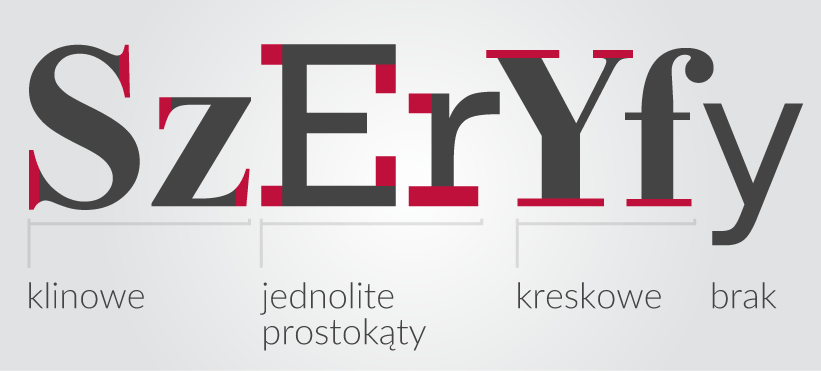 SzErYfy
klinowe
jednolite
prostokąty
kreskowe
brak